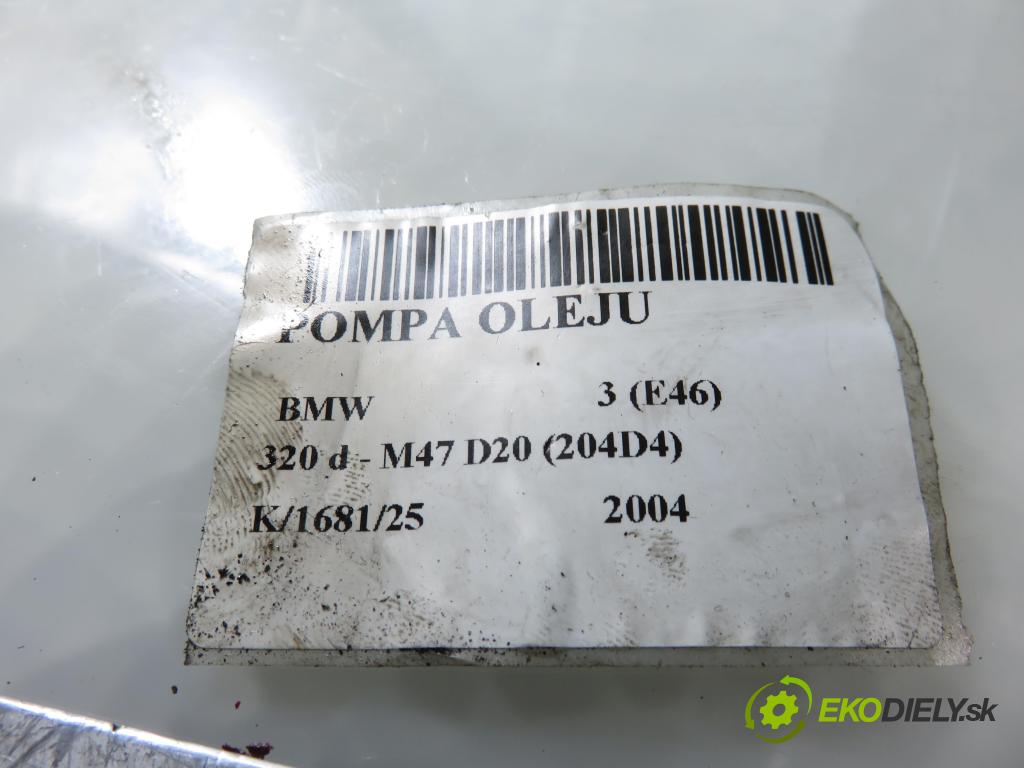 POMPA OLEJU
BMW 3 (E46)
320 d - M47 D20 (204D4)
K/1681/25 2004
EKODIELY.sk